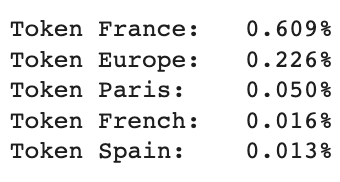 Token France: 0.609%
Token Europe: 0.226%
Token Paris: 0.050%
Token French: 0.016%
Token Spain: 0.013%